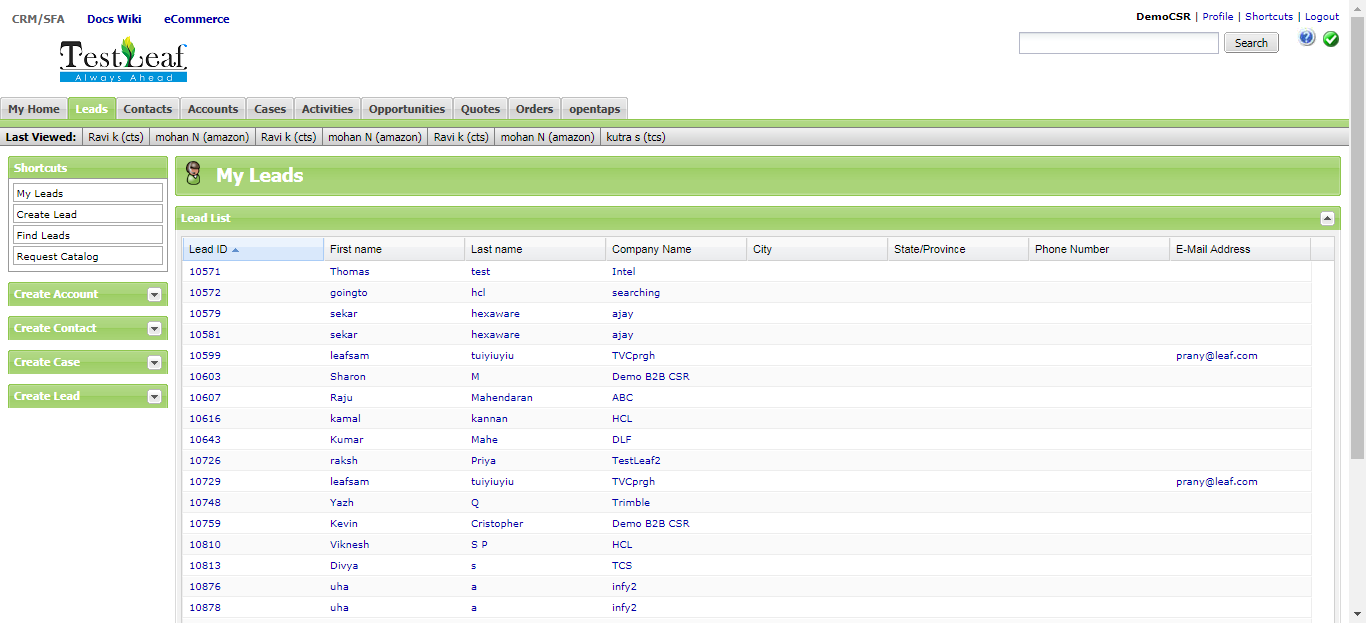 CRM/SFA Docs Wiki eCommerce
DemoCSR | Profile | Shortcuts | Logout
TestLeaf
Always Ahead
Search
?
My Home Leads Contacts Accounts Cases Activities Opportunities Quotes Orders opentaps
Last Viewed: Ravi k (cts) mohan N (amazon) Ravi k (cts) mohan N (amazon) Ravi k (cts) mohan N (amazon) kutra s (tcs)
Shortcuts
My Leads
Create Lead
Find Leads
Request Catalog
Create Account
Create Contact
Create Case
Create Lead
My Leads
Lead List
Lead ID First name Last name Company Name City State/Province Phone Number E-Mail Address
10571 Thomas test Intel
10572 goingto hcl searching
10579 sekar hexaware ajay
10581 sekar hexaware ajay
10599 leafsam tuiyiuyiu TVCprgh prany@leaf.com
10603 Sharon M Demo B2B CSR
10607 Raju Mahendaran ABC
10616 kamal kannan HCL
10643 Kumar Mahe DLF
10726 raksh Priya TestLeaf2
10729 leafsam tuiyiuyiu TVCprgh prany@leaf.com
10748 Yazh Q Trimble
10759 Kevin Cristopher Demo B2B CSR
10810 Viknesh S P HCL
10813 Divya s TCS
10876 uha a infy2
10878 uha a infy2